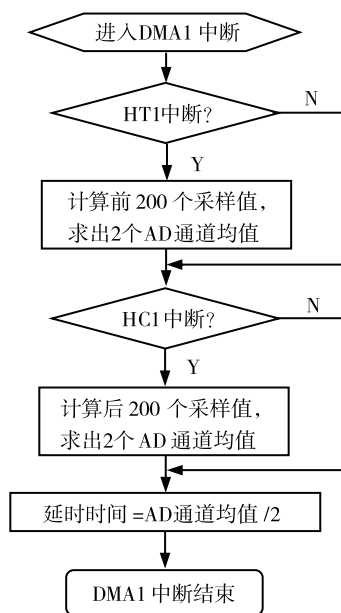 进入DMA1 中断
HT1中断?
N
Y
计算前 200 个采样值,
求出2个AD通道均值
HC1 中断?
N
Y
计算后 200 个采样值,
求出2个 AD 通道均值
延时时间 =AD通道均值 /2
DMA1 中断结束